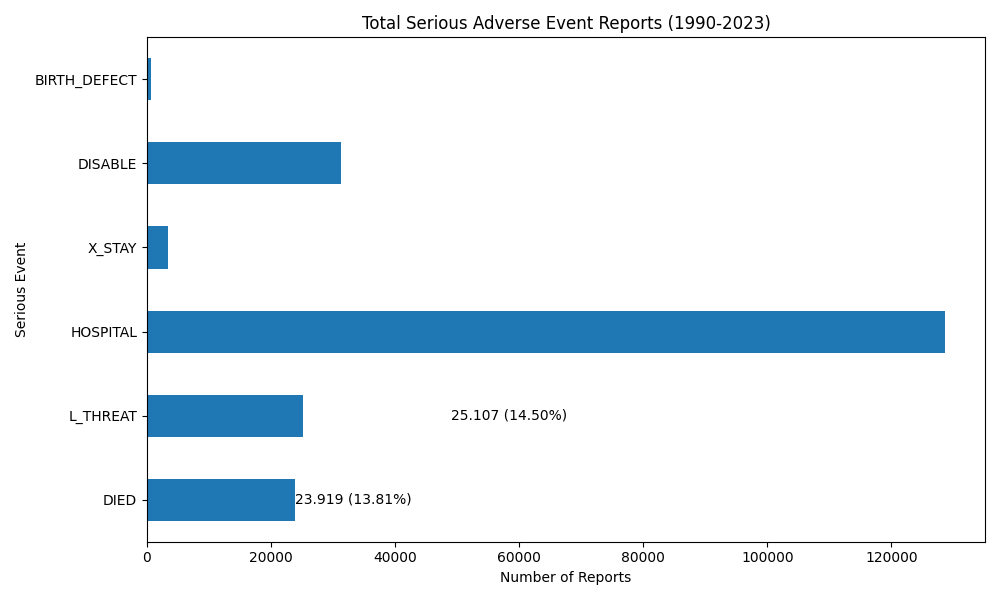 Total Serious Adverse Event Reports (1990-2023)
BIRTH_DEFECT
DISABLE
X_STAY
HOSPITAL
L_THREAT
25.107 (14.50%)
DIED
23.919 (13.81%)
Serious Event
0 20000 40000 60000 80000 100000 120000
Number of Reports